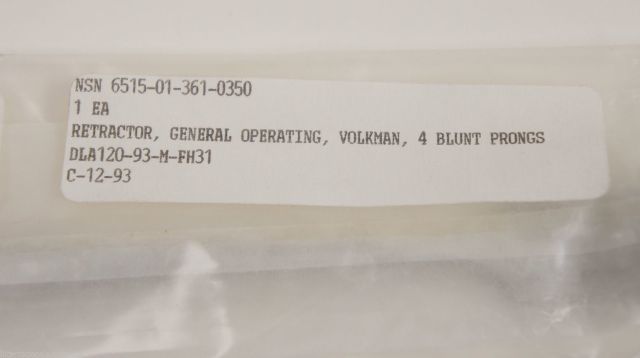 NSN 6515-01-361-0350
1 EA
RETRACTOR, GENERAL OPERATING, VOLKMAN, 4 BLUNT PRONGS
DLA120-93-M-FH31
C-12-93